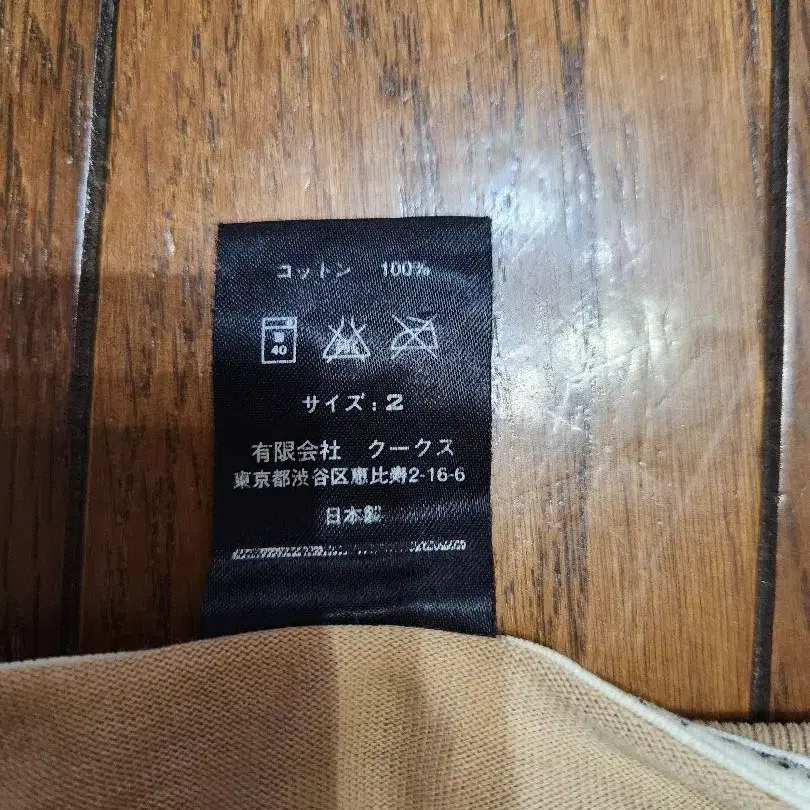 コットン 100%
40
サイズ:2
有限会社 クークス
東京都渋谷区恵比寿2-16-6
日本製